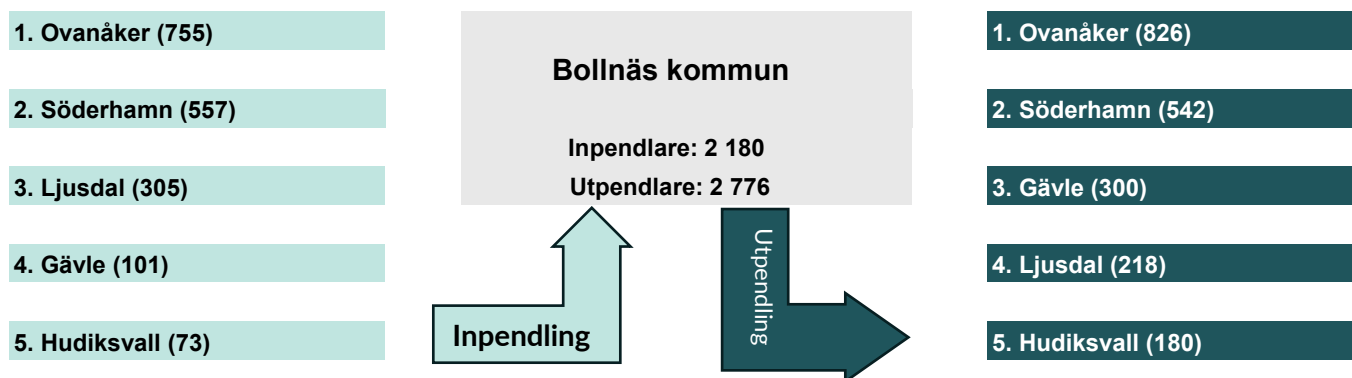 1. Ovanåker (755)
2. Söderhamn (557)
3. Ljusdal (305)
4. Gävle (101)
5. Hudiksvall (73)
Bollnäs kommun
Inpendlare: 2 180
Utpendlare: 2 776
Inpendling
Utpendling
1. Ovanåker (826)
2. Söderhamn (542)
3. Gävle (300)
4. Ljusdal (218)
5. Hudiksvall (180)